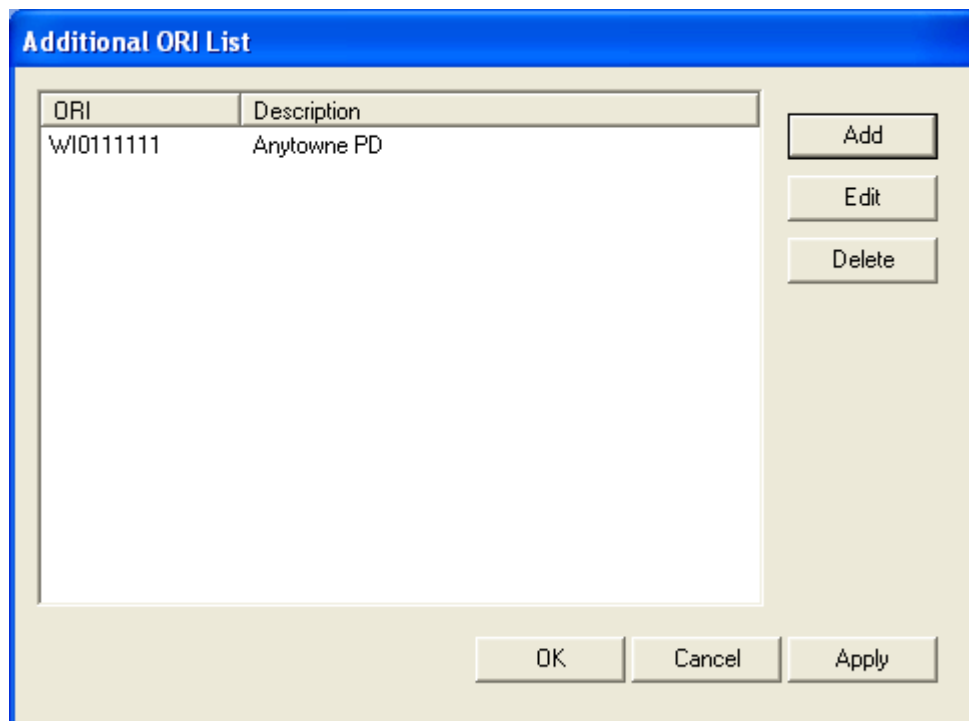 Additional ORI List
ORI Description
WI0111111 Anytowne PD
Add
Edit
Delete
OK Cancel Apply